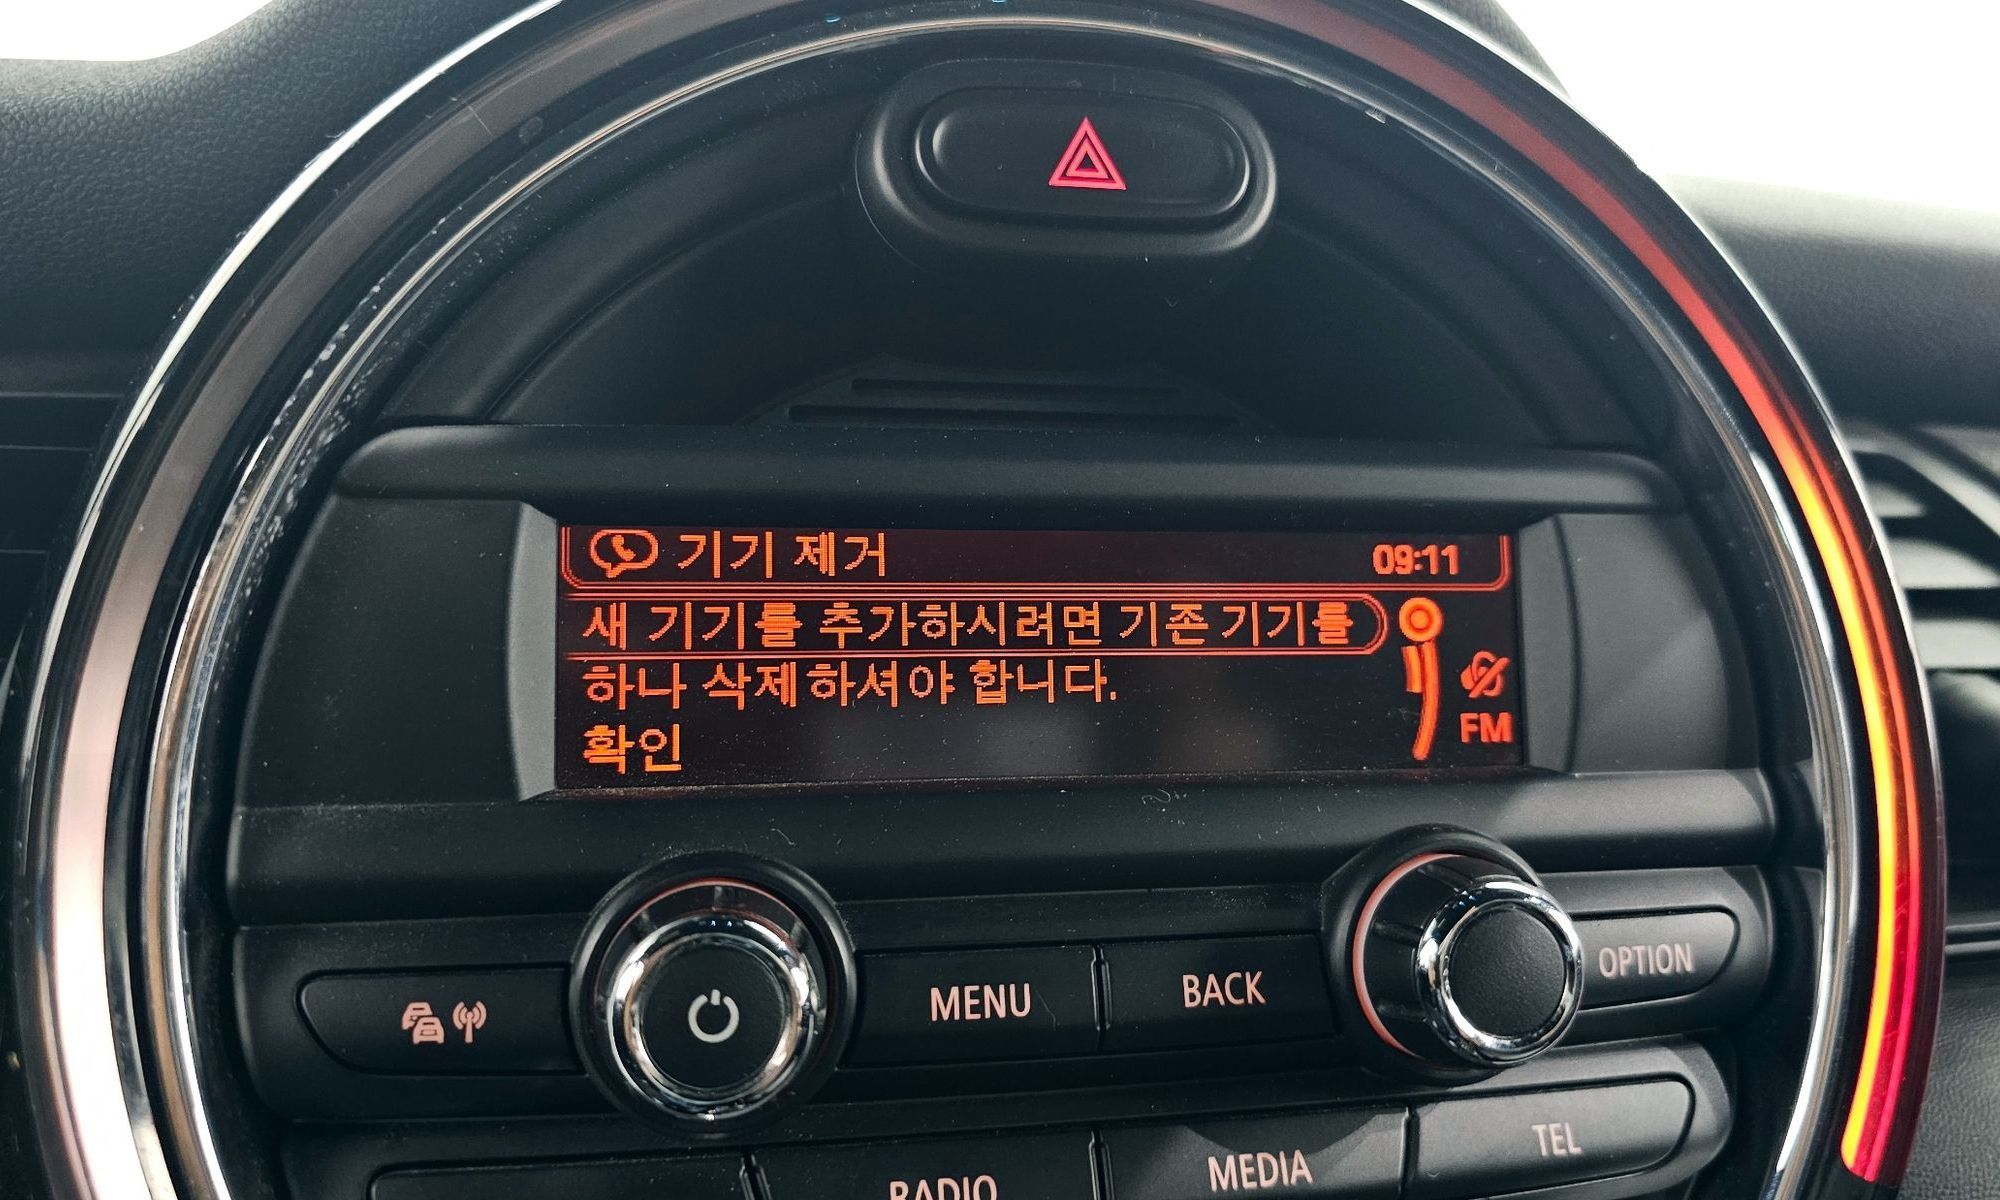 기기 제거 09:11
새 기기를 추가하시려면 기존 기기를
하나 삭제하셔야 합니다.
확인
FM
MENU
BACK
OPTION
RADIO
MEDIA
TEL